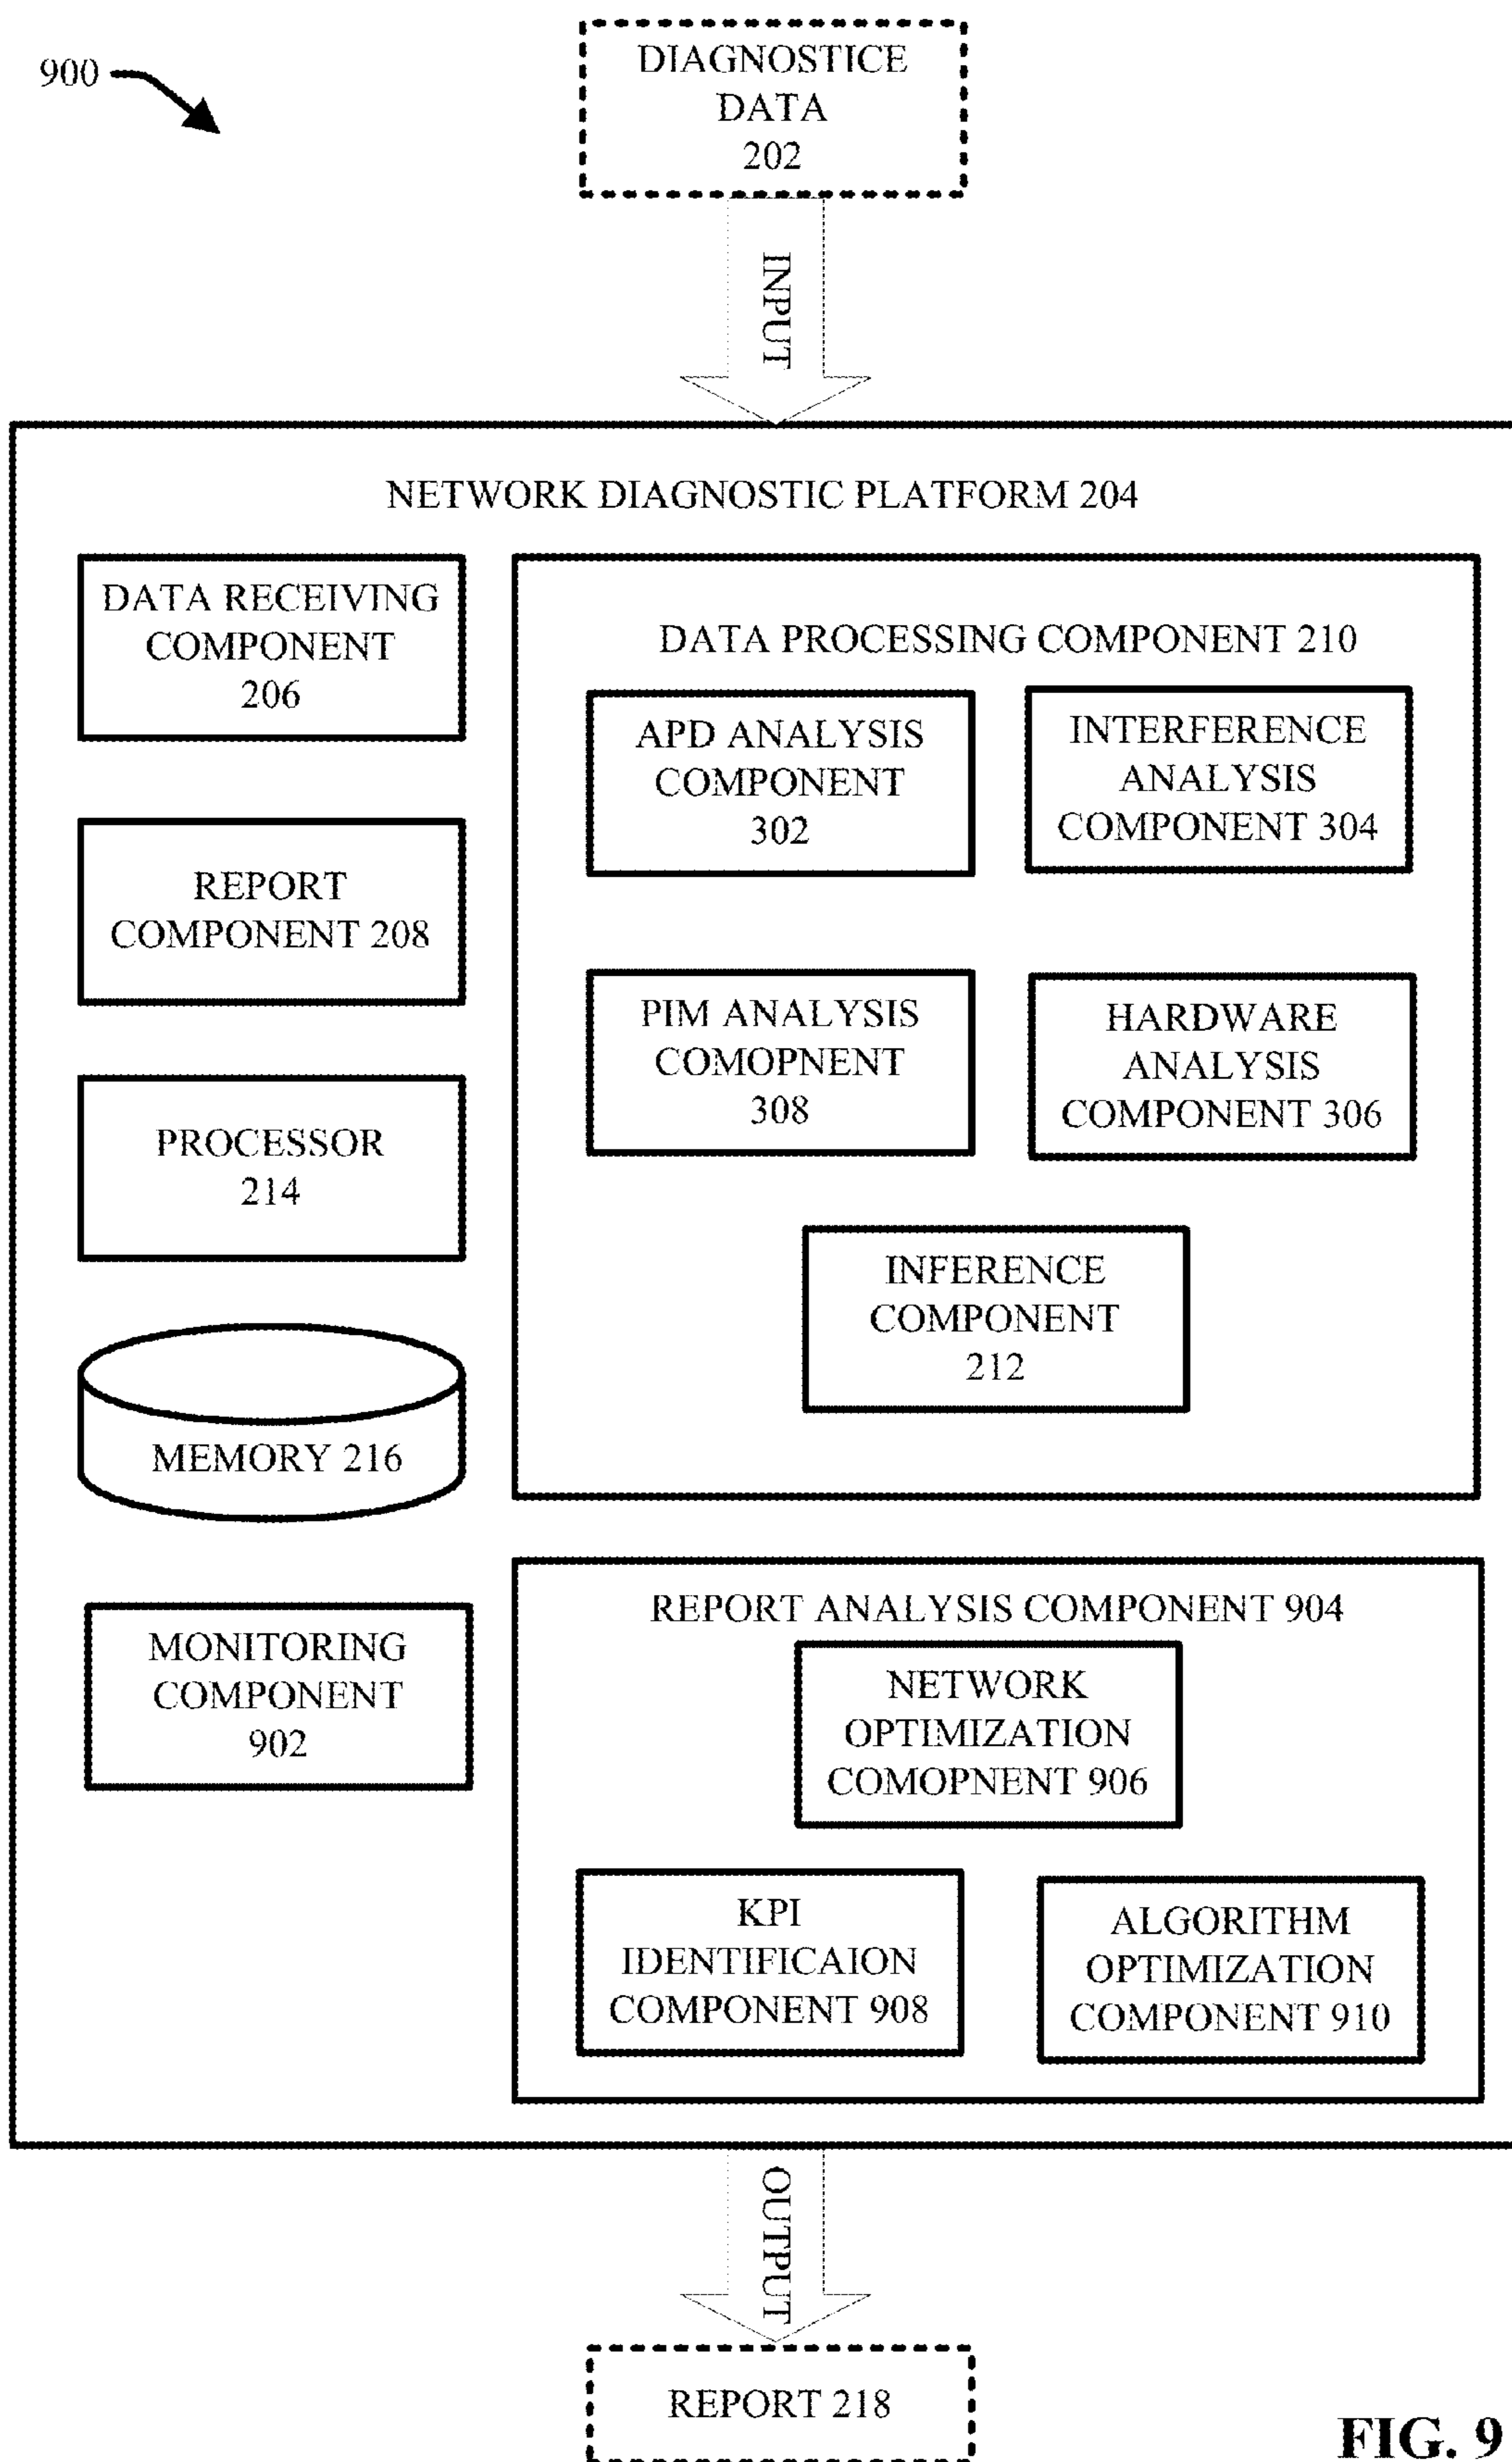 900
DIAGNOSTICE
DATA
202
INPUT
NETWORK DIAGNOSTIC PLATFORM 204
DATA RECEIVING
COMPONENT
206
REPORT
COMPONENT 208
PROCESSOR
214
MEMORY 216
MONITORING
COMPONENT
902
DATA PROCESSING COMPONENT 210
APD ANALYSIS
COMPONENT
302
INTERFERENCE
ANALYSIS
COMPONENT 304
PIM ANALYSIS
COMOPNENT
308
HARDWARE
ANALYSIS
COMPONENT 306
INFERENCE
COMPONENT
212
REPORT ANALYSIS COMPONENT 904
NETWORK
OPTIMIZATION
COMOPNENT 906
KPI
IDENTIFICAION
COMPONENT 908
ALGORITHM
OPTIMIZATION
COMPONENT 910
OUTPUT
REPORT 218
FIG. 9